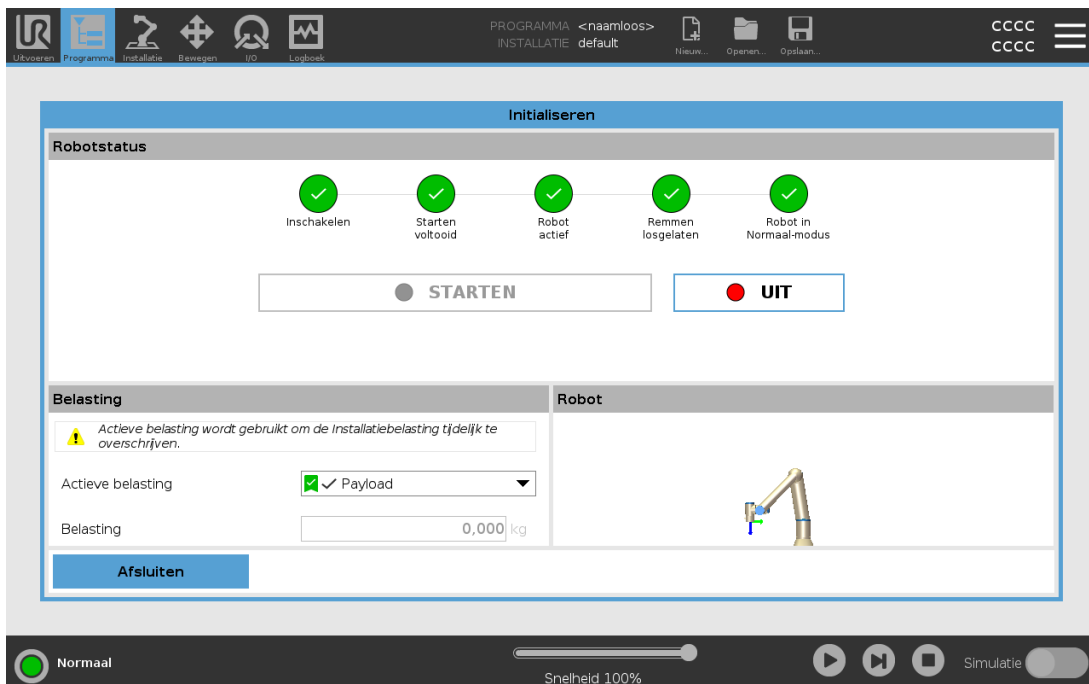 UR
PROGRAMMA <naamloos>
INSTALLATIE default
CCCC
CCCC
Uitvoeren Programma Installatie Bewegen I/O Logboek Nieuw... Openen... Opslaan...
Initialiseren
Robotstatus
Inschakelen
Starten
voltooid
Robot
actief
Remmen
losgelaten
Robot in
Normaal-modus
STARTEN
UIT
Belasting
Robot
Actieve belasting wordt gebruikt om de Installatiebelasting tijdelijk te
overschrijven.
Actieve belasting
Payload
Belasting
0,000 kg
Afsluiten
Normaal
Snelheid 100%
Simulatie